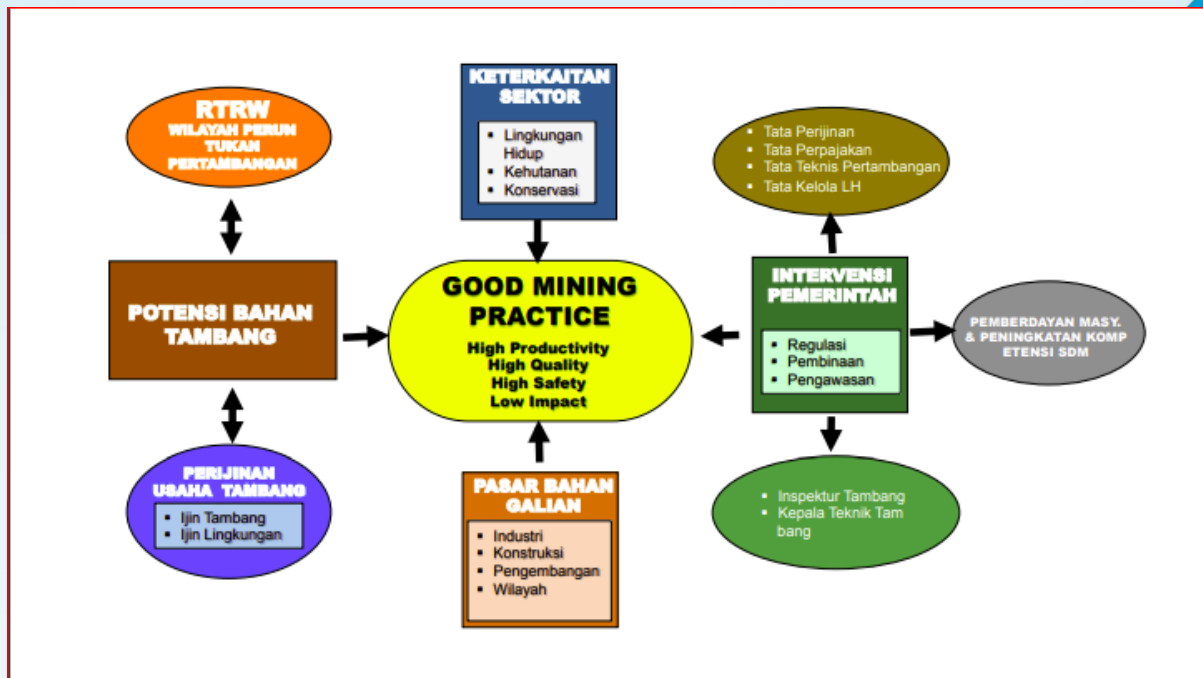 RTRW
WILAYAH PERUN
TUKAN
PERTAMBANGAN
KETERKAITAN
SEKTOR
▪ Lingkungan
Hidup
▪ Kehutanan
▪ Konservasi
▪ Tata Perijinan
▪ Tata Perpajakan
▪ Tata Teknis Pertambangan
▪ Tata Kelola LH
POTENSI BAHAN
TAMBANG
GOOD MINING
PRACTICE
High Productivity
High Quality
High Safety
Low Impact
INTERVENSI
PEMERINTAH
▪ Regulasi
▪ Pembinaan
▪ Pengawasan
PEMBERDAYAN MASY.
& PENINGKATAN KOMP
ETENSI SDM
PERIJINAN
USAHA TAMBANG
▪ Ijin Tambang
▪ Ijin Lingkungan
PASAR BAHAN
GALIAN
▪ Industri
▪ Konstruksi
▪ Pengembangan
▪ Wilayah
▪ Inspektur Tambang
▪ Kepala Teknik Tam
bang